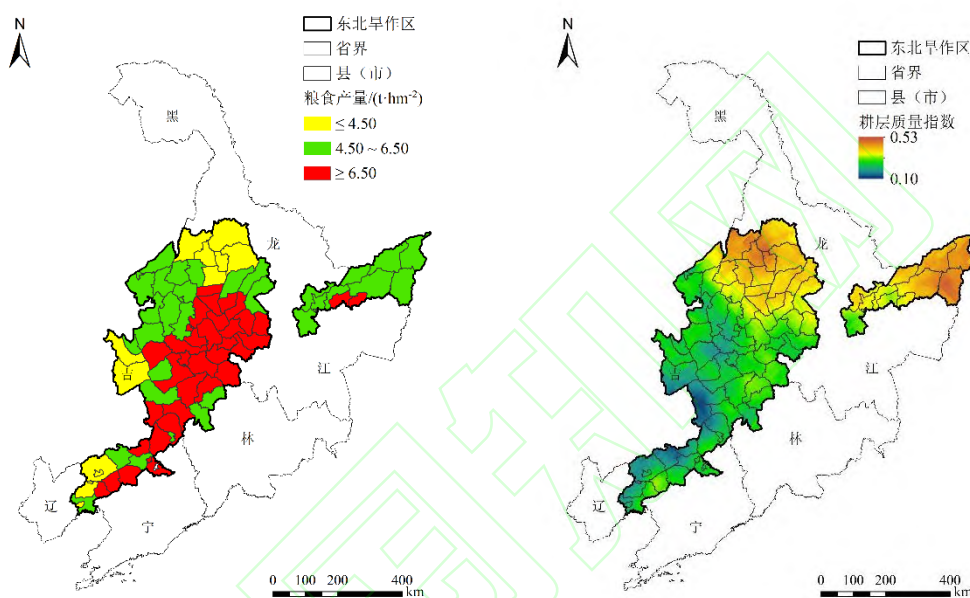 N
东北旱作区
省界
县（市）
粮食产量/(t·hm⁻²)
≤ 4.50
4.50 ~ 6.50
≥ 6.50
黑
龙
江
吉
林
辽
宁
0 100 200 400
km
N
东北旱作区
省界
县（市）
耕层质量指数
0.53
0.10
黑
龙
江
吉
林
辽
宁
0 100 200 400
km